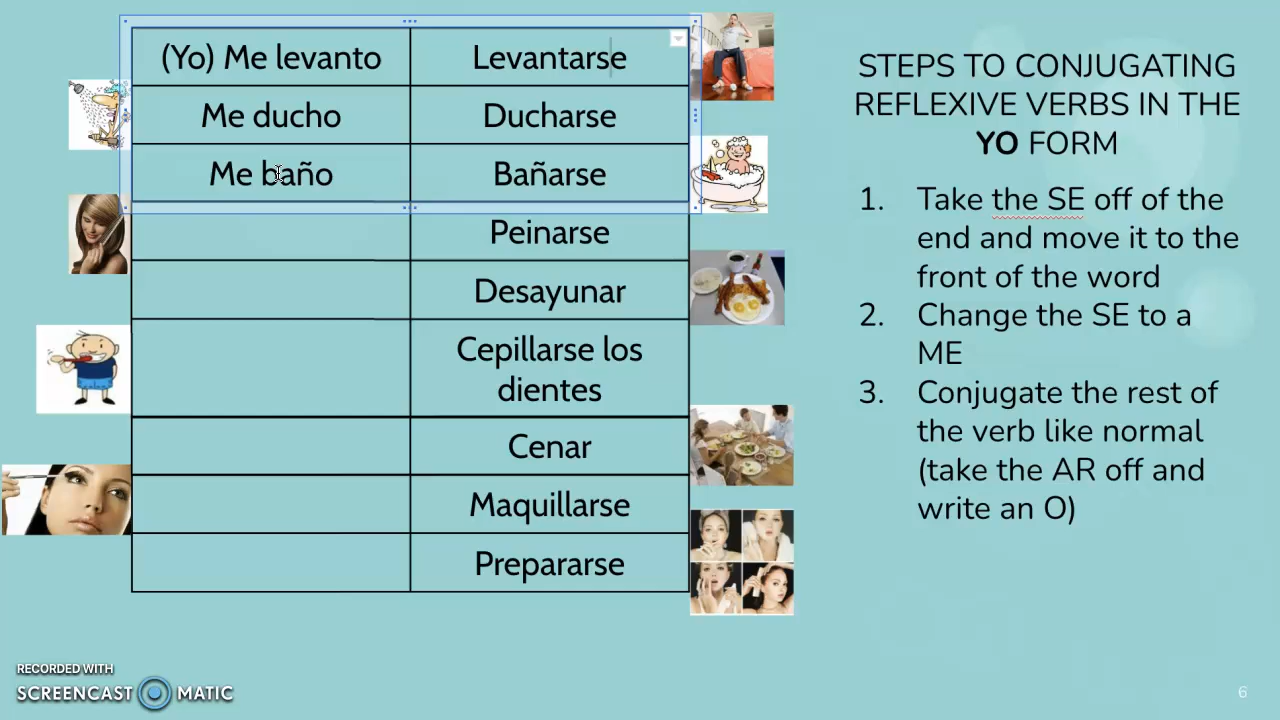 (Yo) Me levanto Levantarse
Me ducho Ducharse
Me baño Bañarse
Peinarse
Desayunar
Cepillarse los
dientes
Cenar
Maquillarse
Prepararse
STEPS TO CONJUGATING
REFLEXIVE VERBS IN THE
YO FORM
1. Take the SE off of the
end and move it to the
front of the word
2. Change the SE to a
ME
3. Conjugate the rest of
the verb like normal
(take the AR off and
write an O)
RECORDED WITH
SCREENCAST MATIC
6